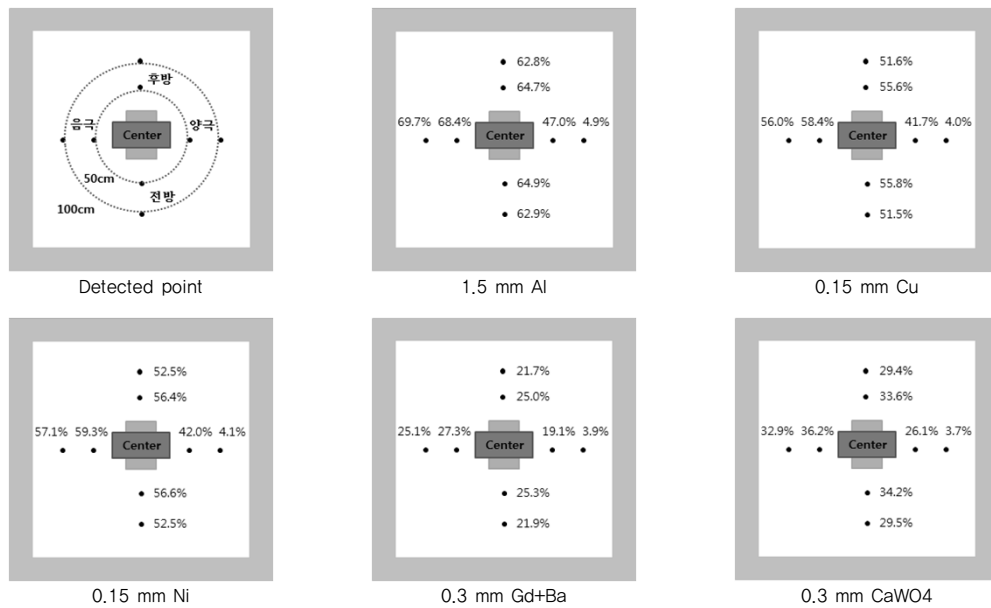 후방
음극
Center
양극
50cm
전방
100cm
Detected point
62.8%
64.7%
69.7% 68.4%
Center
47.0% 4.9%
64.9%
62.9%
1.5 mm Al
51.6%
55.6%
56.0% 58.4%
Center
41.7% 4.0%
55.8%
51.5%
0.15 mm Cu
52.5%
56.4%
57.1% 59.3%
Center
42.0% 4.1%
56.6%
52.5%
0.15 mm Ni
21.7%
25.0%
25.1% 27.3%
Center
19.1% 3.9%
25.3%
21.9%
0.3 mm Gd+Ba
29.4%
33.6%
32.9% 36.2%
Center
26.1% 3.7%
34.2%
29.5%
0.3 mm CaWO4